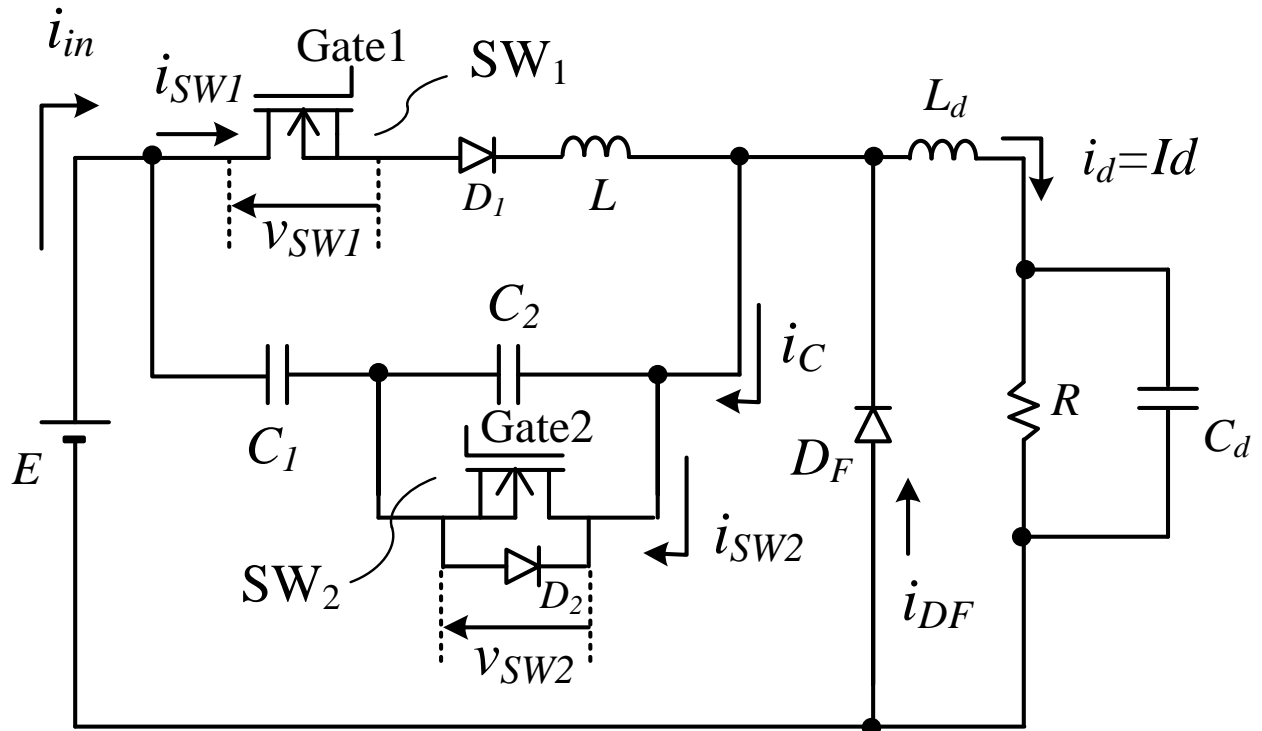 i_in
Gate1
i_SW1
SW_1
L_d
i_d=Id
D_1
L
v_SW1
C_2
i_C
Gate2
R
C_1
D_F
C_d
E
i_SW2
SW_2
D_2
i_DF
v_SW2